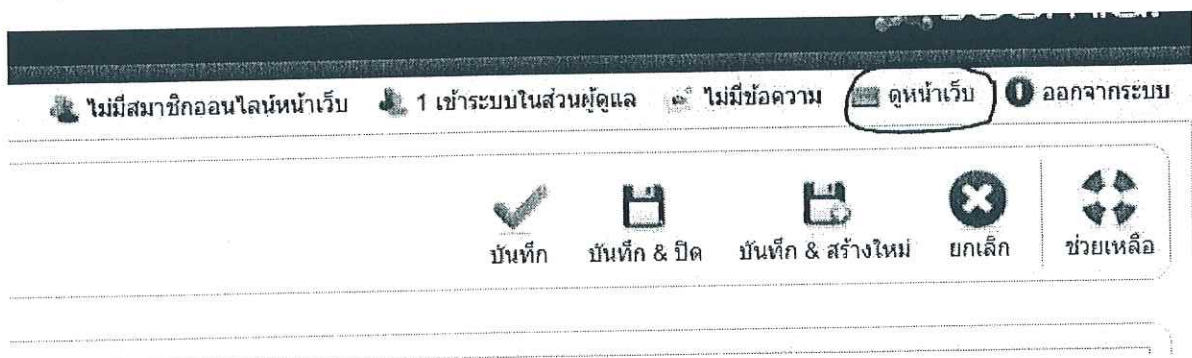 ไม่มีสมาชิกออนไลน์หน้าเว็บ 1 เข้าระบบในส่วนผู้ดูแล ไม่มีข้อความ ดูหน้าเว็บ ออกจากระบบ
บันทึก บันทึก & ปิด บันทึก & สร้างใหม่ ยกเลิก ช่วยเหลือ